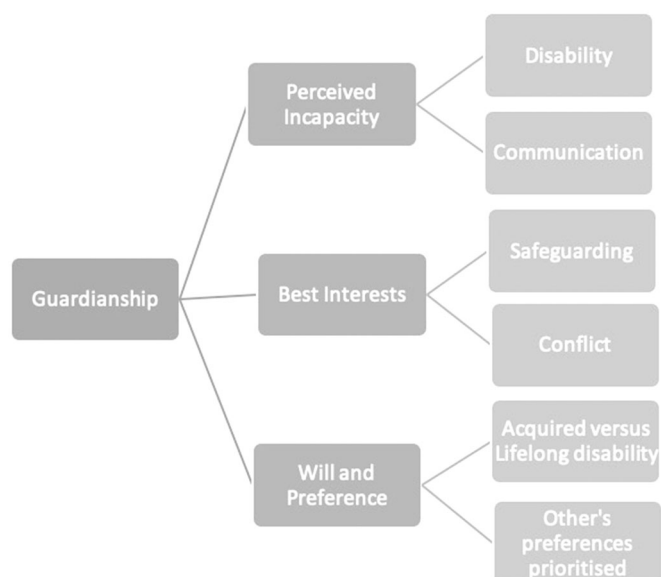 Disability
Perceived
Incapacity
Communication
Safeguarding
Guardianship
Best Interests
Conflict
Acquired versus
Lifelong disability
Will and
Preference
Other's
preferences
prioritised